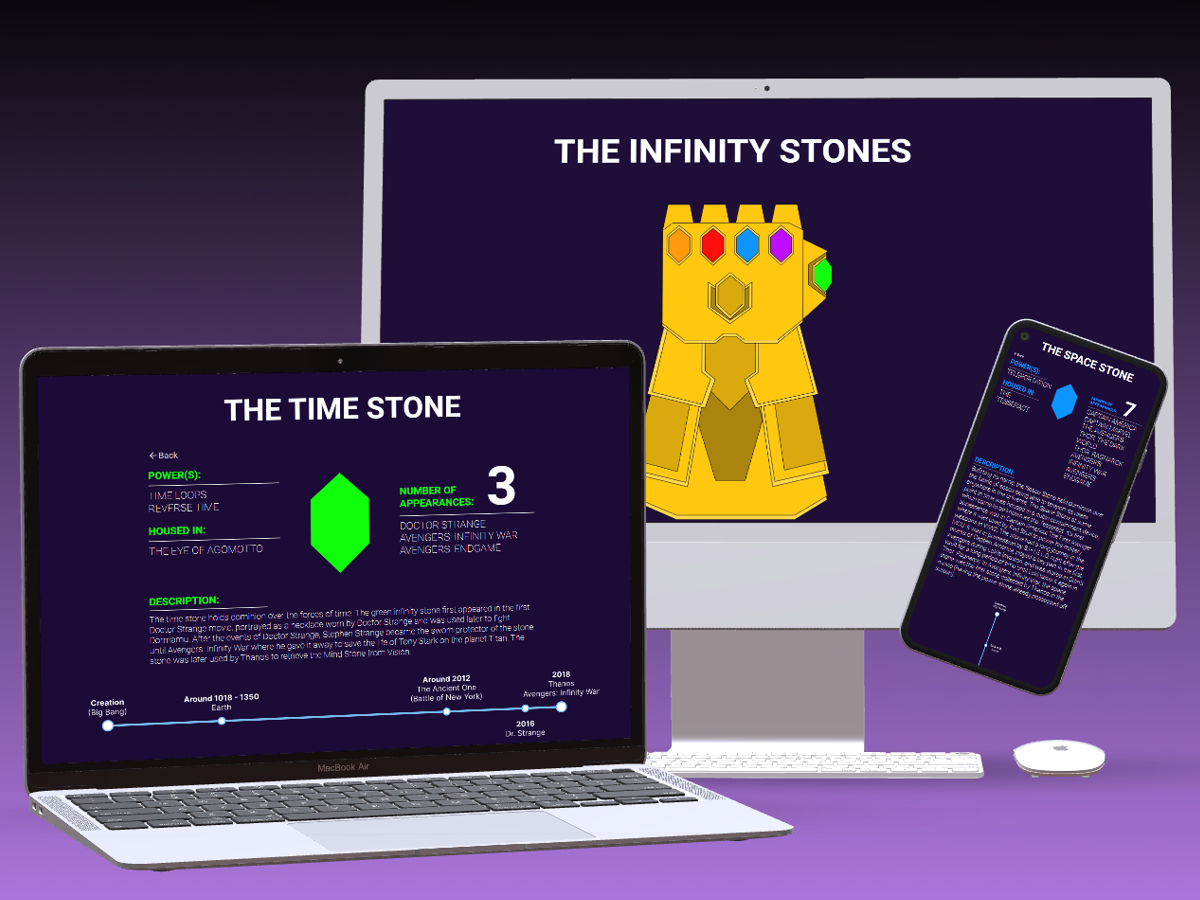 THE INFINITY STONES
THE TIME STONE
←Back
POWER(S):
TIME LOOPS
REVERSE TIME
HOUSED IN:
THE EYE OF AGOMOTTO
NUMBER OF
APPEARANCES:
3
DOCTOR STRANGE
AVENGERS: INFINITY WAR
AVENGERS: ENDGAME
DESCRIPTION:
The time stone holds dominion over the forces of time. The green infinity stone first appeared in the first
Doctor Strange movie, portrayed as a necklace worn by Doctor Strange and was used later to fight
Dormamu. After the events of Doctor Strange, Stephen Strange became the sworn protector of the stone
until Avengers: Infinity War where he gave it away to save the life of Tony Stark on the planet Titan. The
stone was later used by Thanos to retrieve the Mind Stone from Vision.
Creation
(Big Bang)
Around 1018 - 1350
Earth
Around 2012
The Ancient One
(Battle of New York)
2016
Dr. Strange
2018
Thanos
Avengers: Infinity War
MacBook Air
THE SPACE STONE
POWER(S):
TELEPORTATION
HOUSED IN:
THE
TESSERACT
NUMBER OF
APPEARANCES:
7
CAPTAIN AMERICA
CAPTAIN MARVEL
THE AVENGERS
THOR: THE DARK
WORLD
THOR: RAGNAROK
AVENGERS:
INFINITY WAR
AVENGERS:
ENDGAME
DESCRIPTION: